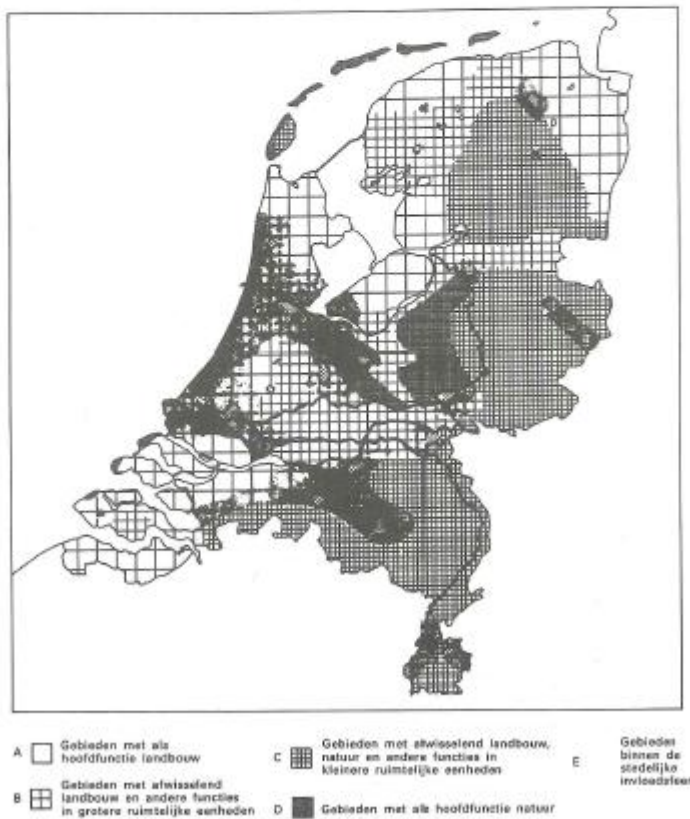 D
A Gebieden met als
hoofdfunctie landbouw
B Gebieden met afwisselend
landbouw en andere functies
in grotere ruimtelijke eenheden
C Gebieden met afwisselend landbouw,
natuur en andere functies in
kleinere ruimtelijke eenheden
D Gebieden met als hoofdfunctie natuur
E Gebieden
binnen de
stedelijke
invloedsfeer